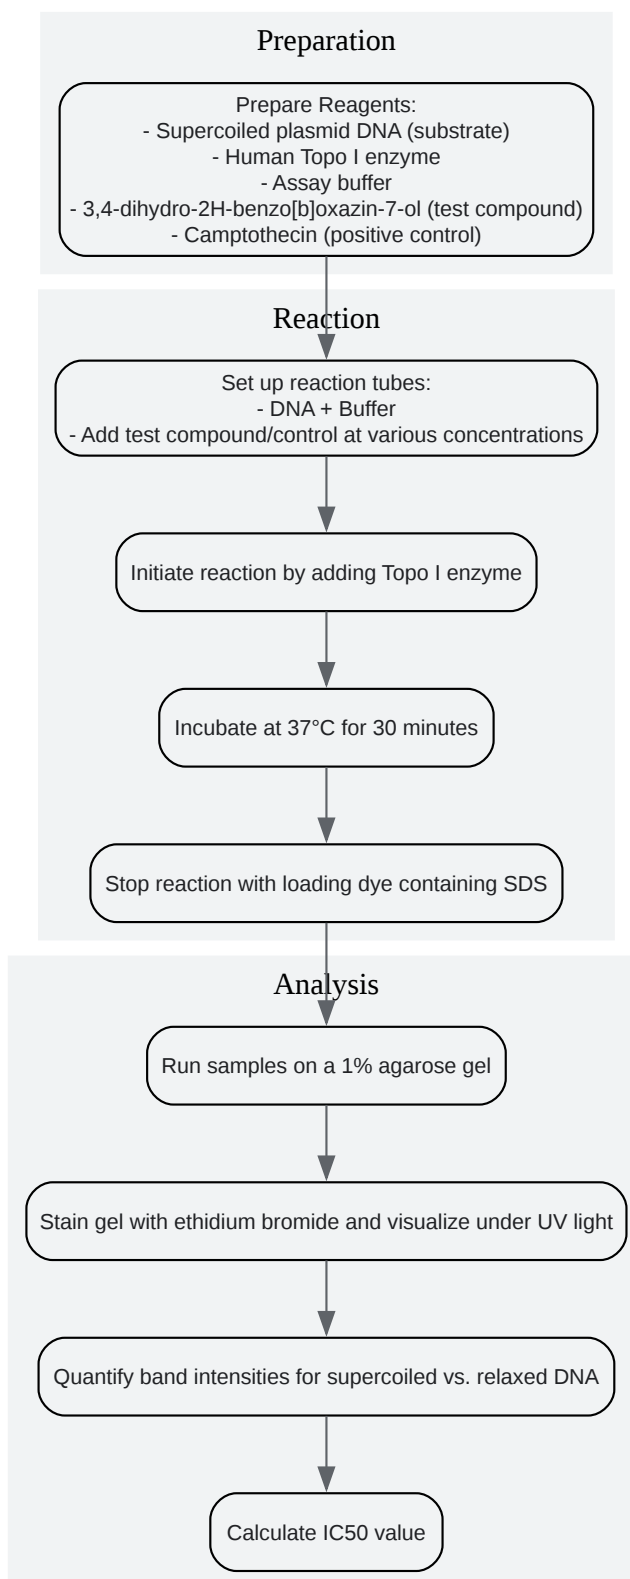 Preparation
Prepare Reagents:
- Supercoiled plasmid DNA (substrate)
- Human Topo I enzyme
- Assay buffer
- 3,4-dihydro-2H-benzo[b]oxazin-7-ol (test compound)
- Camptothecin (positive control)
Reaction
Set up reaction tubes:
- DNA + Buffer
- Add test compound/control at various concentrations
Initiate reaction by adding Topo I enzyme
Incubate at 37°C for 30 minutes
Stop reaction with loading dye containing SDS
Analysis
Run samples on a 1% agarose gel
Stain gel with ethidium bromide and visualize under UV light
Quantify band intensities for supercoiled vs. relaxed DNA
Calculate IC50 value